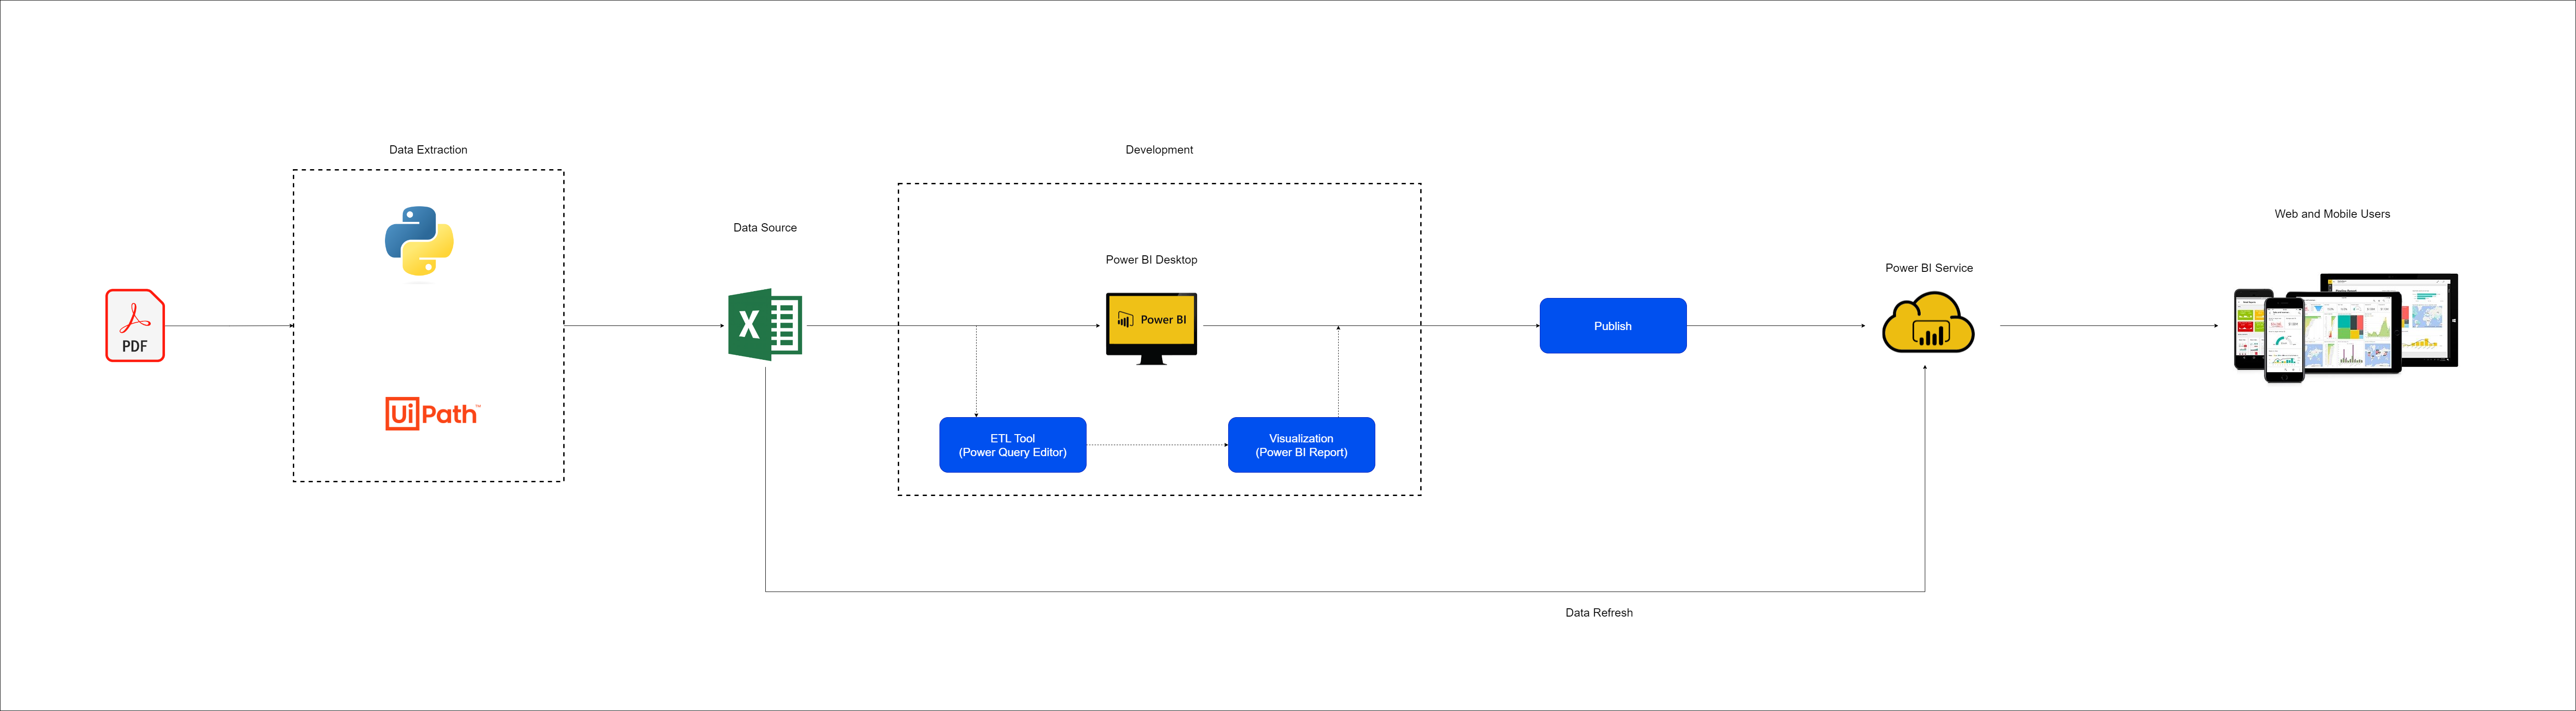 Data Extraction
Development
Data Source
Web and Mobile Users
Power BI Desktop
Power BI Service
PDF
X
Power BI
Publish
UiPath™
ETL Tool
(Power Query Editor)
Visualization
(Power BI Report)
Data Refresh